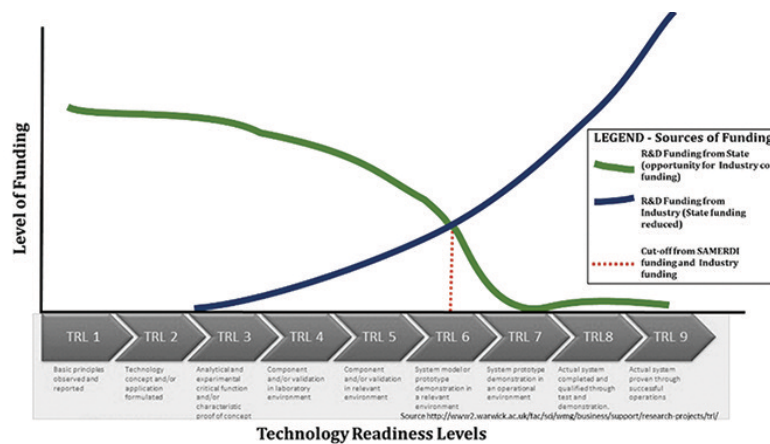 Level of Funding
LEGEND - Sources of Funding
R&D Funding from State
(opportunity for Industry co
funding)
R&D Funding from
Industry (State funding
reduced)
Cut-off from SAMERDI
funding and Industry
funding
TRL 1
TRL 2
TRL 3
TRL 4
TRL 5
TRL 6
TRL 7
TRL8
TRL 9
Basic principles
observed and
reported
Technology
concept and/or
application
formulated
Analytical and
experimental
critical function
and/or
characteristic
proof of concept
Component
and/or validation
in laboratory
environment
Component
and/or validation
in relevant
environment
System model or
prototype
demonstration in
a relevant
environment
System prototype
demonstration in
an operational
environment
Actual system
completed and
qualified through
test and
demonstration.
Actual system
proven through
successful
operations
Source http://www2.warwick.ac.uk/fac/sci/wmg/business/support/research-projects/trl/
Technology Readiness Levels